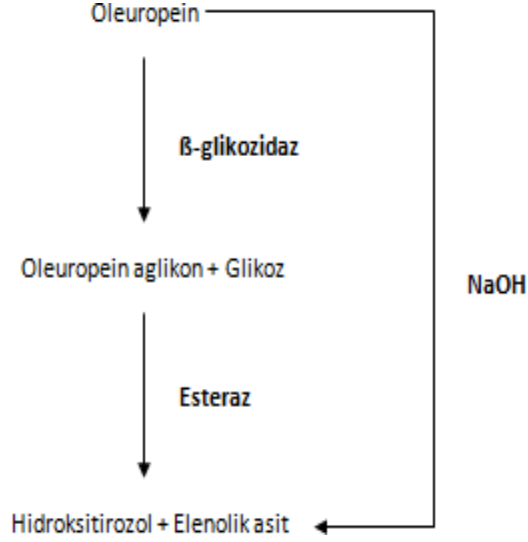 Oleuropein
ß-glikozidaz
Oleuropein aglikon + Glikoz
NaOH
Esteraz
Hidroksitirozol + Elenolik asit